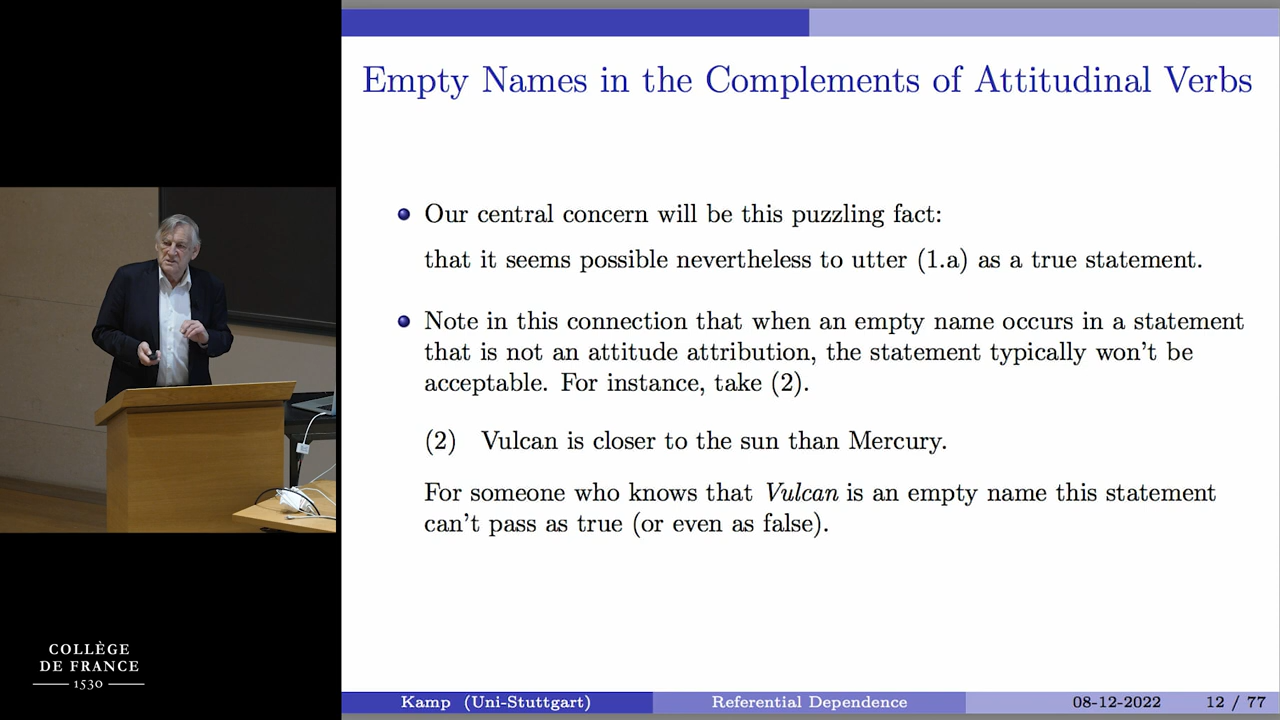 Empty Names in the Complements of Attitudinal Verbs
Our central concern will be this puzzling fact:
that it seems possible nevertheless to utter (1.a) as a true statement.
Note in this connection that when an empty name occurs in a statement
that is not an attitude attribution, the statement typically won't be
acceptable. For instance, take (2).
(2) Vulcan is closer to the sun than Mercury.
For someone who knows that Vulcan is an empty name this statement
can't pass as true (or even as false).
COLLÈGE
DE FRANCE
1530
Kamp (Uni-Stuttgart) Referential Dependence 08-12-2022 12 / 77